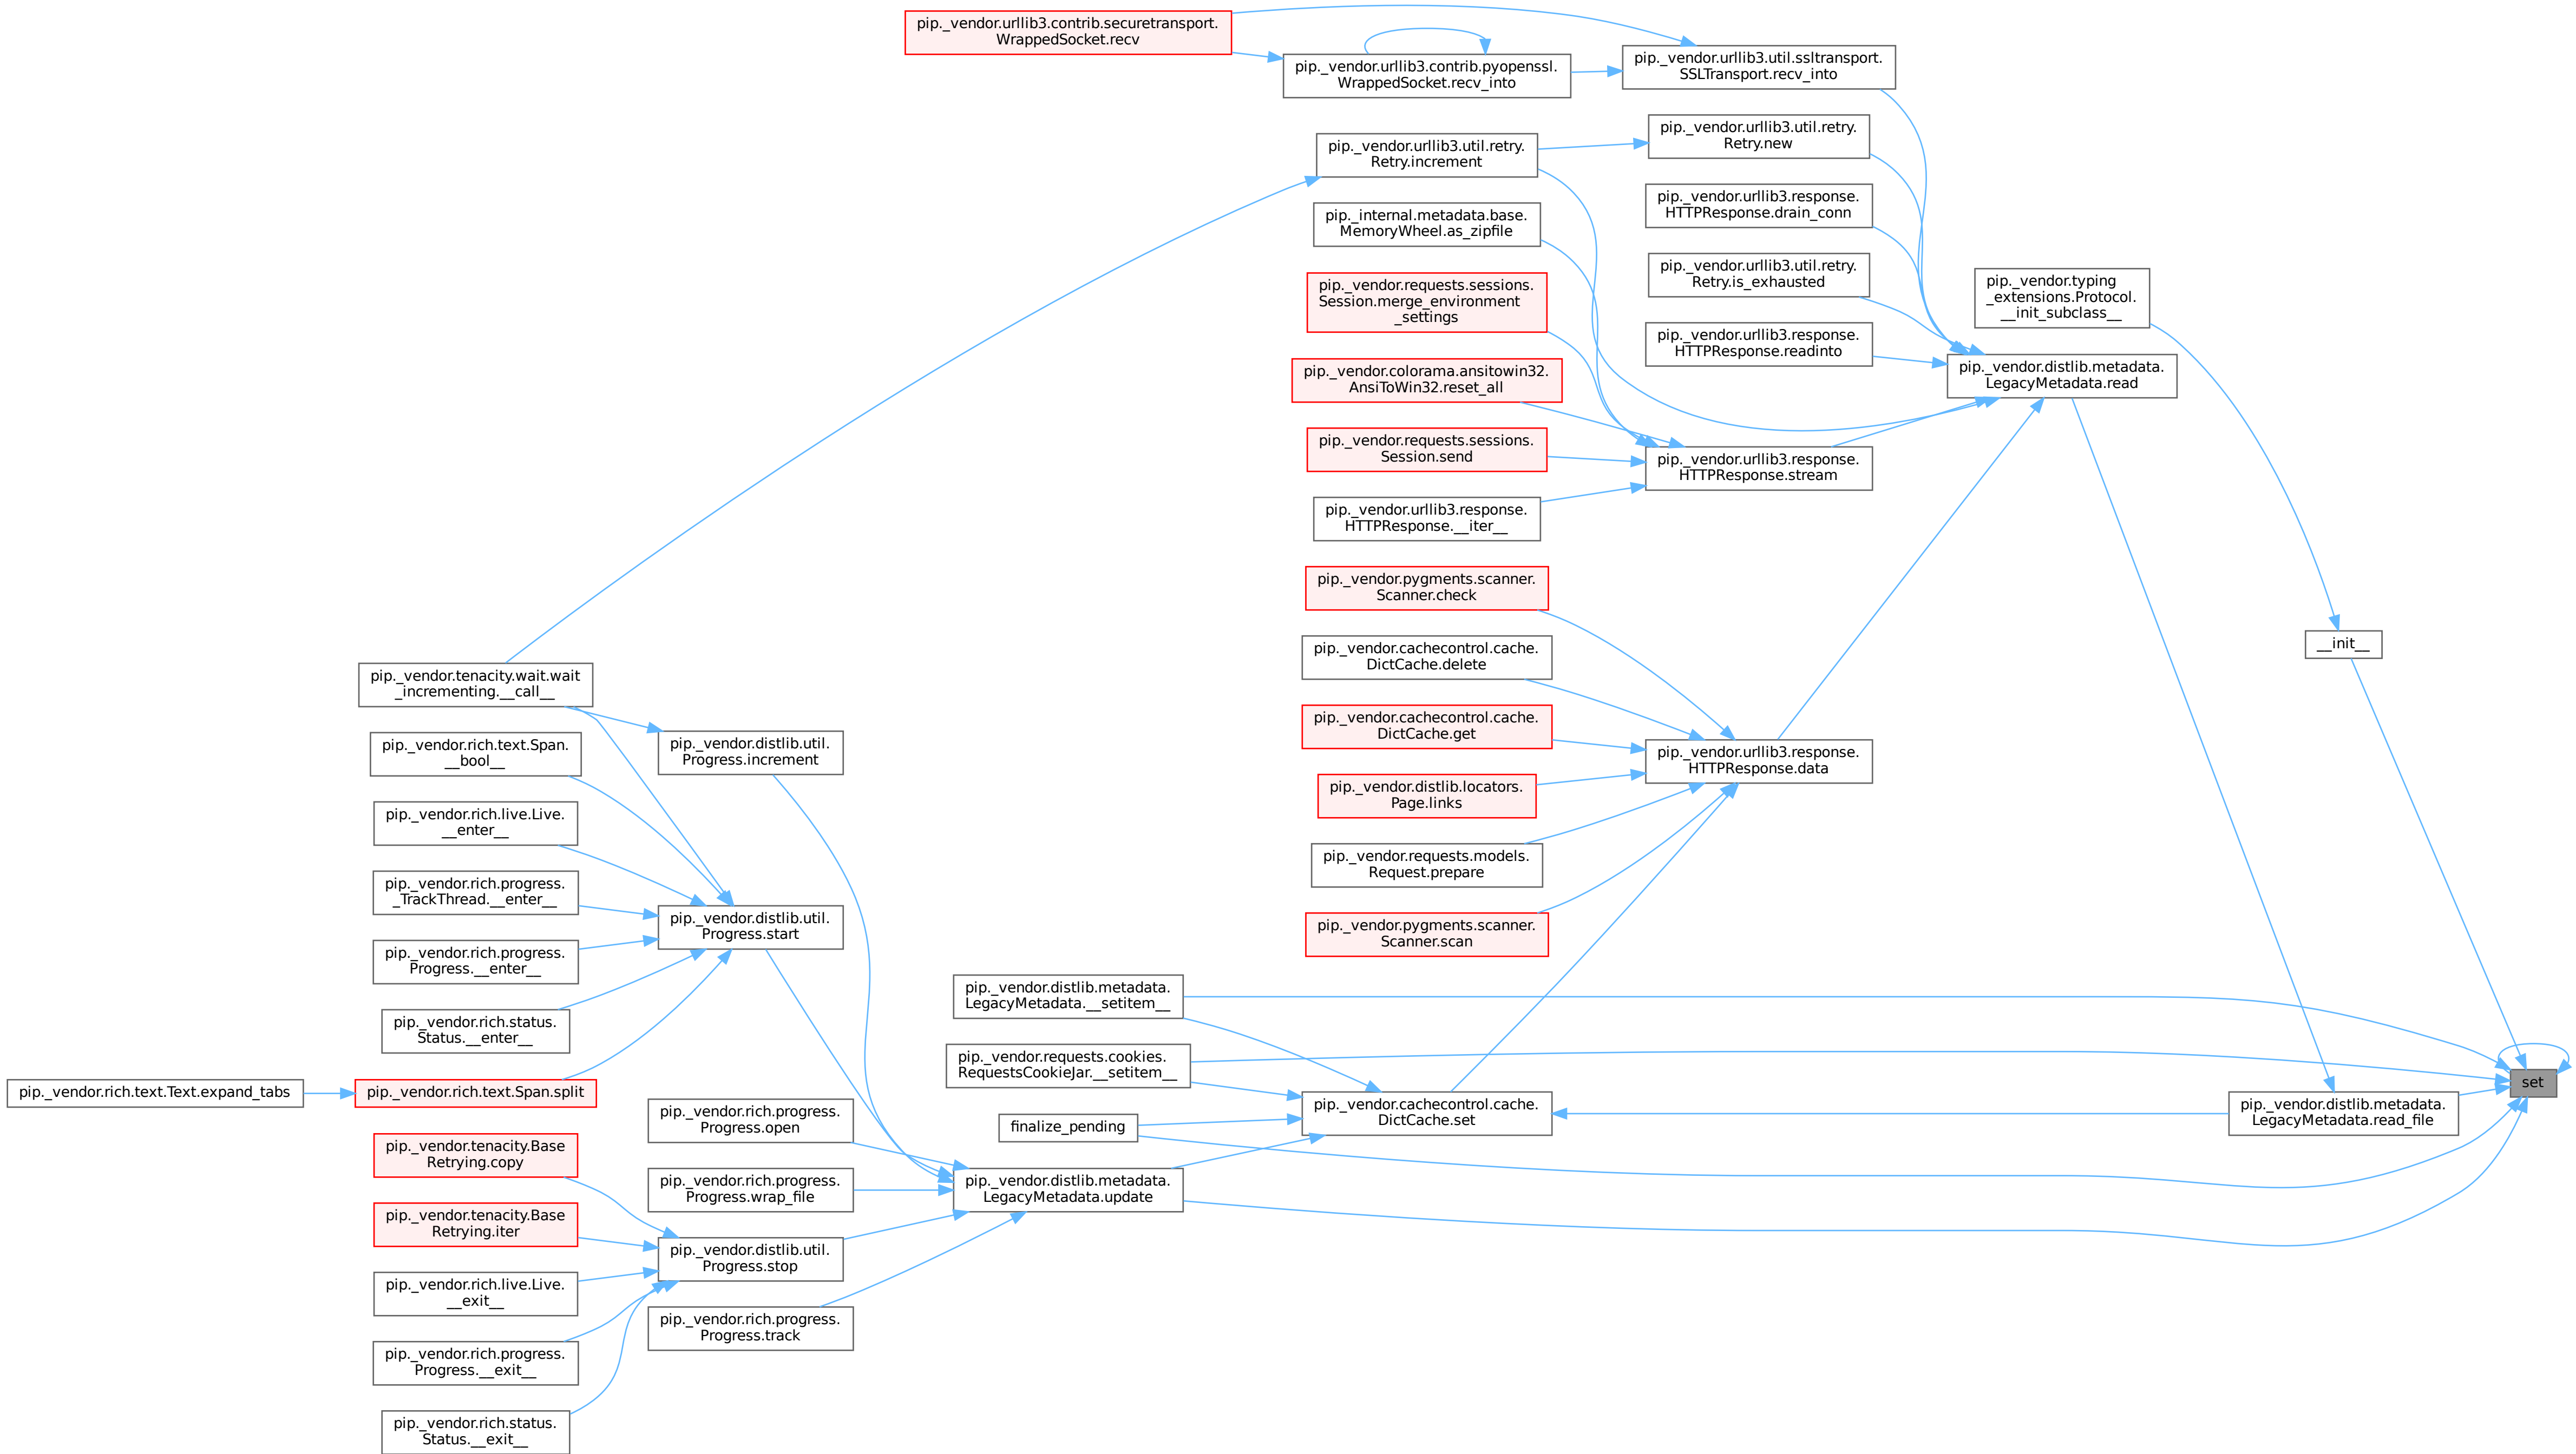 pip._vendor.urllib3.contrib.securetransport.
WrappedSocket.recv
pip._vendor.urllib3.contrib.pyopenssl.
WrappedSocket.recv_into
pip._vendor.urllib3.util.ssltransport.
SSLTransport.recv_into
pip._vendor.urllib3.util.retry.
Retry.new
pip._vendor.urllib3.util.retry.
Retry.increment
pip._vendor.urllib3.response.
HTTPResponse.drain_conn
pip._internal.metadata.base.
MemoryWheel.as_zipfile
pip._vendor.urllib3.util.retry.
Retry.is_exhausted
pip._vendor.typing
_extensions.Protocol.
__init_subclass__
pip._vendor.requests.sessions.
Session.merge_environment
_settings
pip._vendor.urllib3.response.
HTTPResponse.readinto
pip._vendor.distlib.metadata.
LegacyMetadata.read
pip._vendor.colorama.ansitowin32.
AnsiToWin32.reset_all
pip._vendor.requests.sessions.
Session.send
pip._vendor.urllib3.response.
HTTPResponse.stream
pip._vendor.urllib3.response.
HTTPResponse.__iter__
pip._vendor.pygments.scanner.
Scanner.check
pip._vendor.cachecontrol.cache.
DictCache.delete
__init__
pip._vendor.tenacity.wait.wait
_incrementing.__call__
pip._vendor.cachecontrol.cache.
DictCache.get
pip._vendor.rich.text.Span.
__bool__
pip._vendor.distlib.util.
Progress.increment
pip._vendor.urllib3.response.
HTTPResponse.data
pip._vendor.distlib.locators.
Page.links
pip._vendor.rich.live.Live.
__enter__
pip._vendor.requests.models.
Request.prepare
pip._vendor.rich.progress.
_TrackThread.__enter__
pip._vendor.distlib.util.
Progress.start
pip._vendor.pygments.scanner.
Scanner.scan
pip._vendor.rich.progress.
Progress.__enter__
pip._vendor.distlib.metadata.
LegacyMetadata.__setitem__
pip._vendor.rich.status.
Status.__enter__
pip._vendor.requests.cookies.
RequestsCookieJar.__setitem__
set
pip._vendor.rich.text.Text.expand_tabs
pip._vendor.rich.text.Span.split
pip._vendor.cachecontrol.cache.
DictCache.set
pip._vendor.distlib.metadata.
LegacyMetadata.read_file
pip._vendor.rich.progress.
Progress.open
finalize_pending
pip._vendor.tenacity.Base
Retrying.copy
pip._vendor.rich.progress.
Progress.wrap_file
pip._vendor.distlib.metadata.
LegacyMetadata.update
pip._vendor.tenacity.Base
Retrying.iter
pip._vendor.distlib.util.
Progress.stop
pip._vendor.rich.live.Live.
__exit__
pip._vendor.rich.progress.
Progress.track
pip._vendor.rich.progress.
Progress.__exit__
pip._vendor.rich.status.
Status.__exit__